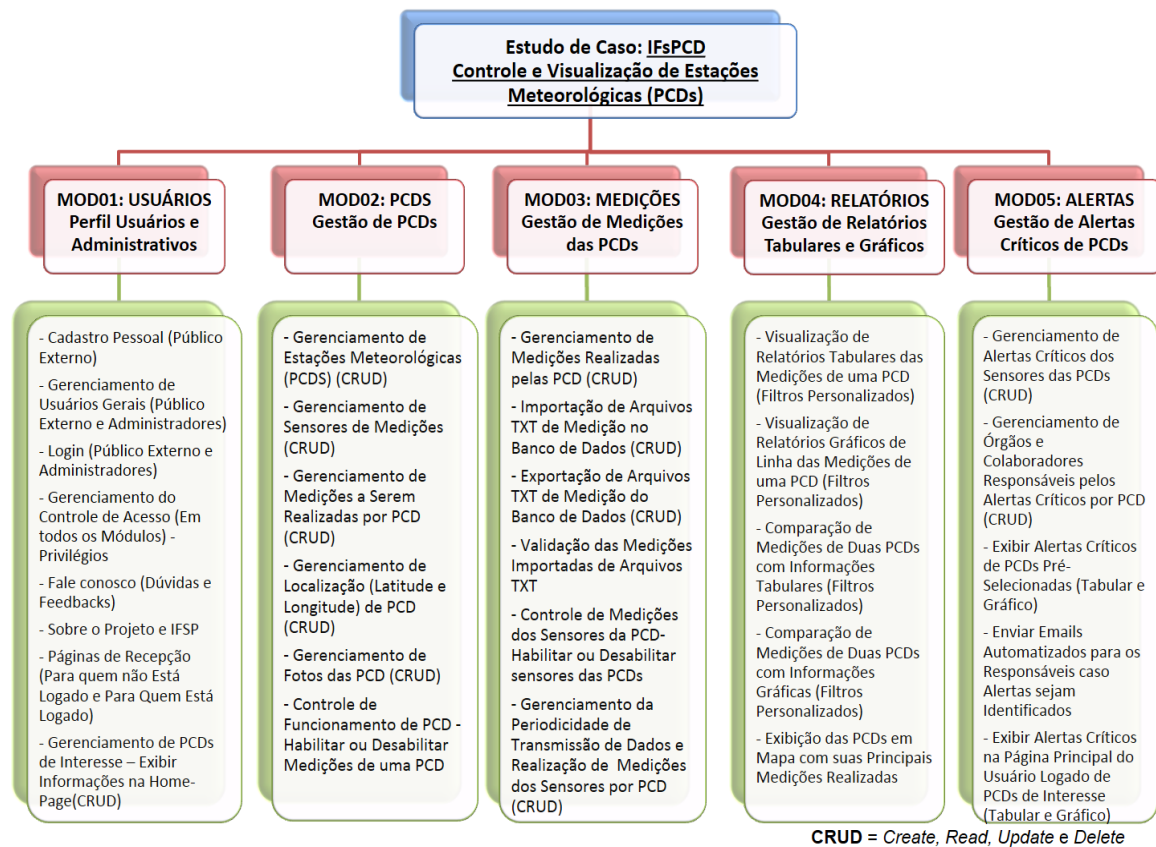 Estudo de Caso: IFsPCD
Controle e Visualização de Estações
Meteorológicas (PCDs)
MOD01: USUÁRIOS
Perfil Usuários e
Administrativos
MOD02: PCDS
Gestão de PCDs
MOD03: MEDIÇÕES
Gestão de Medições
das PCDs
MOD04: RELATÓRIOS
Gestão de Relatórios
Tabulares e Gráficos
MOD05: ALERTAS
Gestão de Alertas
Críticos de PCDs
- Cadastro Pessoal (Público
Externo)
- Gerenciamento de
Usuários Gerais (Público
Externo e Administradores)
- Login (Público Externo e
Administradores)
- Gerenciamento do
Controle de Acesso (Em
todos os Módulos) -
Privilégios
- Fale conosco (Dúvidas e
Feedbacks)
- Sobre o Projeto e IFSP
- Páginas de Recepção
(Para quem não Está
Logado e Para Quem Está
Logado)
- Gerenciamento de PCDs
de Interesse – Exibir
Informações na Home-
Page(CRUD)
- Gerenciamento de
Estações Meteorológicas
(PCDS) (CRUD)
- Gerenciamento de
Sensores de Medições
(CRUD)
- Gerenciamento de
Medições a Serem
Realizadas por PCD
(CRUD)
- Gerenciamento de
Localização (Latitude e
Longitude) de PCD
(CRUD)
- Gerenciamento de
Fotos das PCD (CRUD)
- Controle de
Funcionamento de PCD -
Habilitar ou Desabilitar
Medições de uma PCD
- Gerenciamento de
Medições Realizadas
pelas PCD (CRUD)
- Importação de Arquivos
TXT de Medição no
Banco de Dados (CRUD)
- Exportação de Arquivos
TXT de Medição do
Banco de Dados (CRUD)
- Validação das Medições
Importadas de Arquivos
TXT
- Controle de Medições
dos Sensores da PCD-
Habilitar ou Desabilitar
sensores das PCDs
- Gerenciamento da
Periodicidade de
Transmissão de Dados e
Realização de Medições
dos Sensores por PCD
(CRUD)
- Visualização de
Relatórios Tabulares das
Medições de uma PCD
(Filtros Personalizados)
- Visualização de
Relatórios Gráficos de
Linha das Medições de
uma PCD (Filtros
Personalizados)
- Comparação de
Medições de Duas PCDs
com Informações
Tabulares (Filtros
Personalizados)
- Comparação de
Medições de Duas PCDs
com Informações
Gráficas (Filtros
Personalizados)
- Exibição das PCDs em
Mapa com suas Principais
Medições Realizadas
- Gerenciamento de
Alertas Críticos dos
Sensores das PCDs
(CRUD)
- Gerenciamento de
Órgãos e
Colaboradores
Responsáveis pelos
Alertas Críticos por PCD
(CRUD)
- Exibir Alertas Críticos
de PCDs Pré-
Selecionadas (Tabular e
Gráfico)
- Enviar Emails
Automatizados para os
Responsáveis caso
Alertas sejam
Identificados
- Exibir Alertas Críticos
na Página Principal do
Usuário Logado de
PCDs de Interesse
(Tabular e Gráfico)
CRUD = Create, Read, Update e Delete